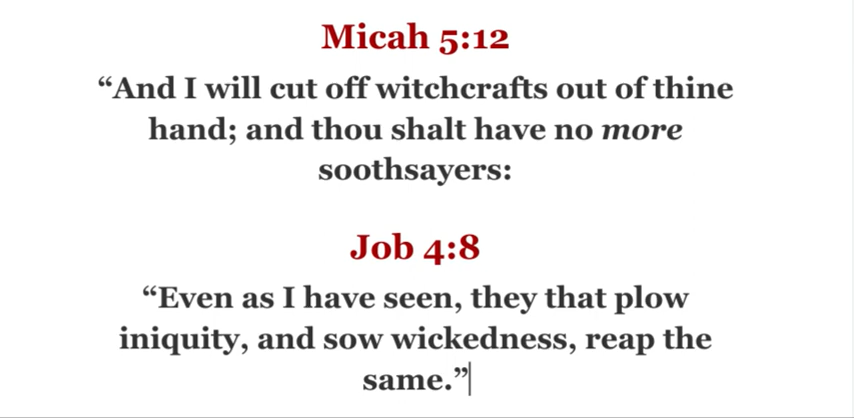 Micah 5:12
“And I will cut off witchcrafts out of thine
hand; and thou shalt have no more
soothsayers:
Job 4:8
“Even as I have seen, they that plow
iniquity, and sow wickedness, reap the
same.”